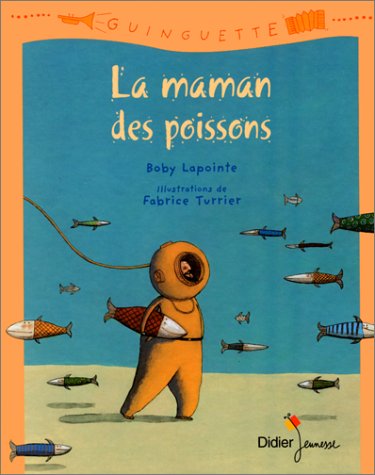 GUINGUETTE
La maman
des poissons
Boby Lapointe
illustrations de
Fabrice Turrier
Didier Jeunesse